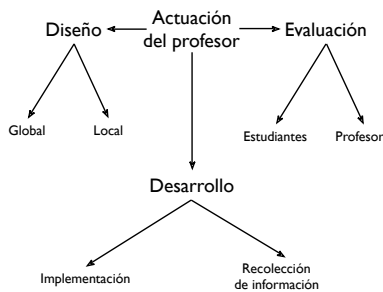 Actuación
del profesor
Diseño
Evaluación
Global
Local
Estudiantes
Profesor
Desarrollo
Implementación
Recolección
de información